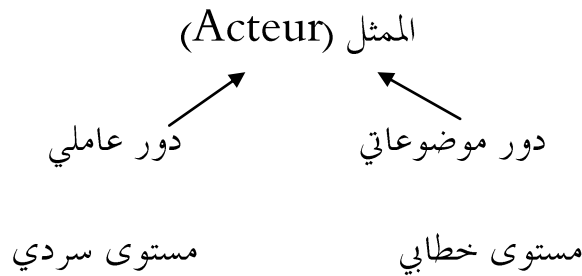 الممثل (Acteur)
دور موضوعاتي دور عاملي
مستوى خطابي مستوى سردي